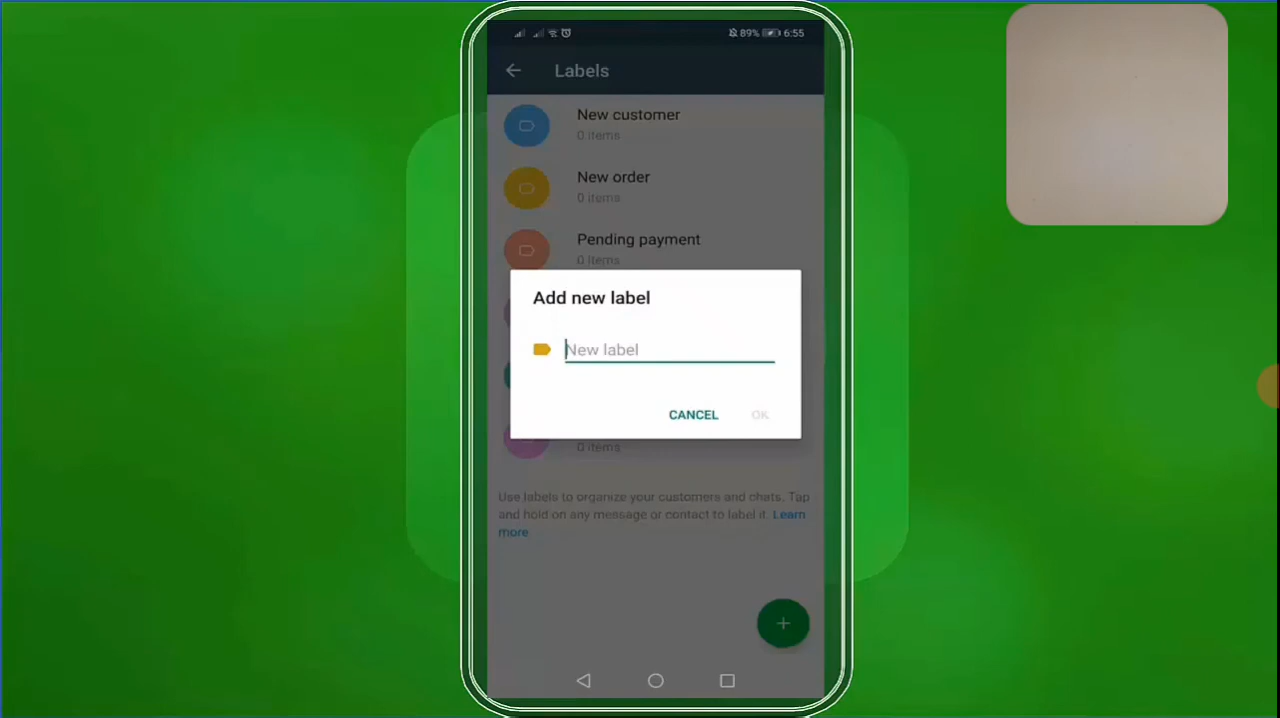 89% 6:55
Labels
New customer
0 items
New order
0 items
Pending payment
0 items
Add new label
New label
CANCEL OK
0 items
Use labels to organize your customers and chats. Tap
and hold on any message or contact to label it. Learn
more